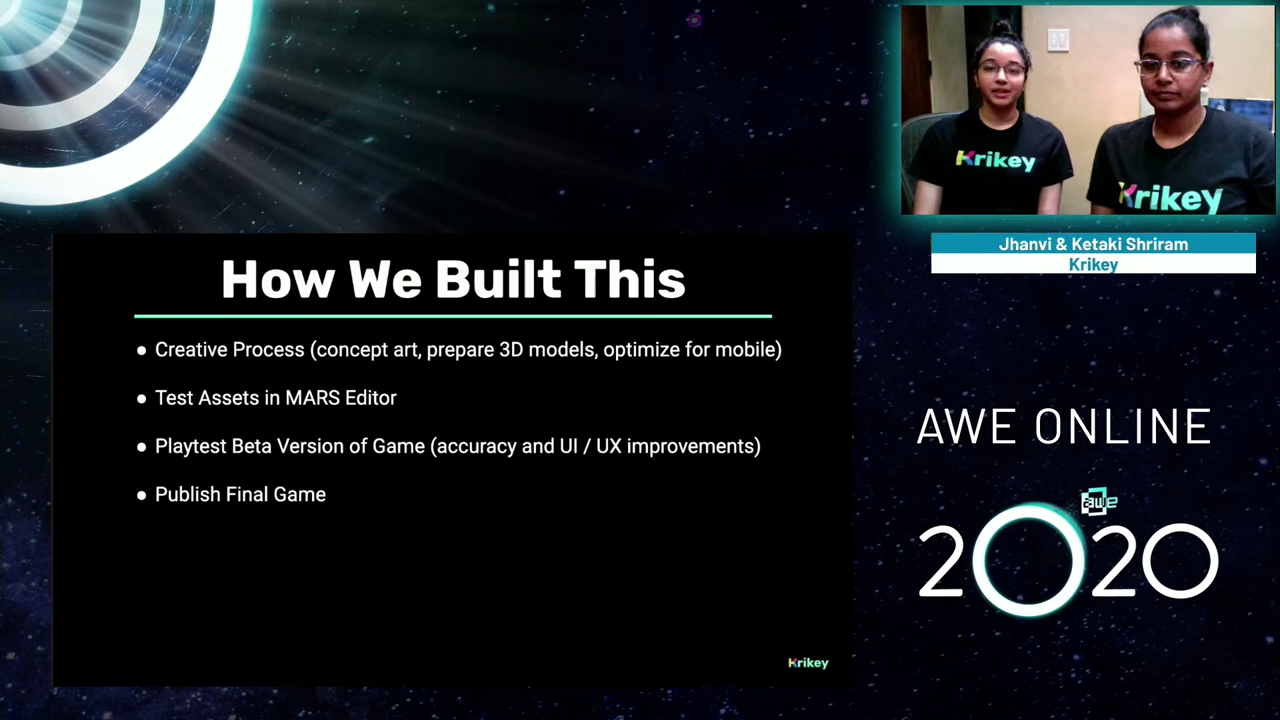 Krikey
Krikey
Jhanvi & Ketaki Shriram
Krikey
How We Built This
● Creative Process (concept art, prepare 3D models, optimize for mobile)
● Test Assets in MARS Editor
● Playtest Beta Version of Game (accuracy and UI / UX improvements)
● Publish Final Game
Krikey
AWE ONLINE
awe
2020